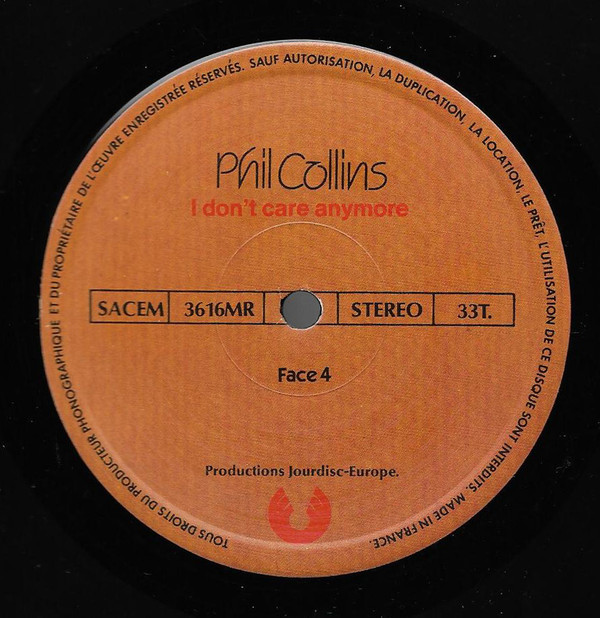 TOUS DROITS DU PRODUCTEUR PHONOGRAPHIQUE ET DU PROPRIÉTAIRE DE L'ŒUVRE ENREGISTRÉE RÉSERVÉS. SAUF AUTORISATION, LA DUPLICATION, LA LOCATION, LE PRÊT, L'UTILISATION DE CE DISQUE SONT INTERDITS. MADE IN FRANCE.
Phil Collins
I don't care anymore
SACEM 3616MR STEREO 33T.
Face 4
Productions Jourdisc-Europe.